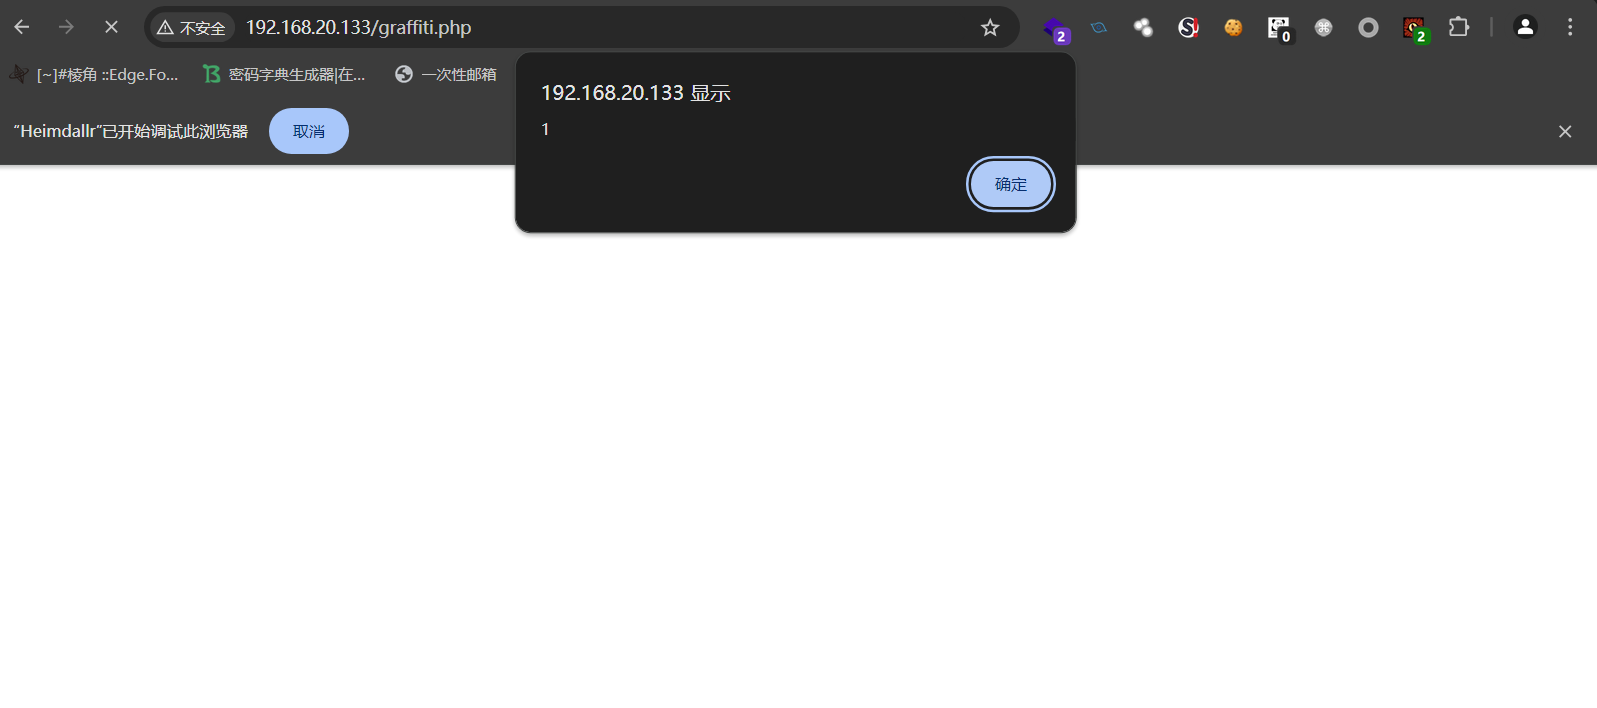 不安全 192.168.20.133/graffiti.php 2 0 2
[~]#棱角 ::Edge.Fo... 密码字典生成器|在... 一次性邮箱
192.168.20.133 显示
1
"Heimdallr"已开始调试此浏览器 取消
确定